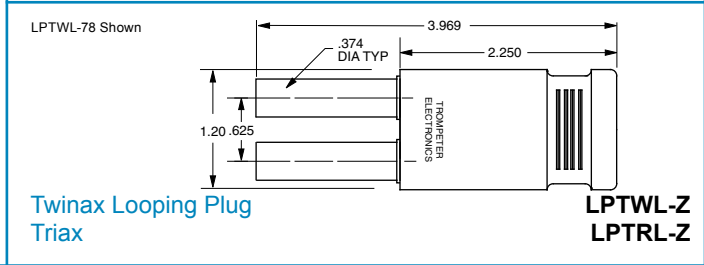 LPTWL-78 Shown
3.969
.374
DIA TYP
2.250
1.20 .625
TROMPETER
ELECTRONICS
Twinax Looping Plug
LPTWL-Z
Triax
LPTRL-Z